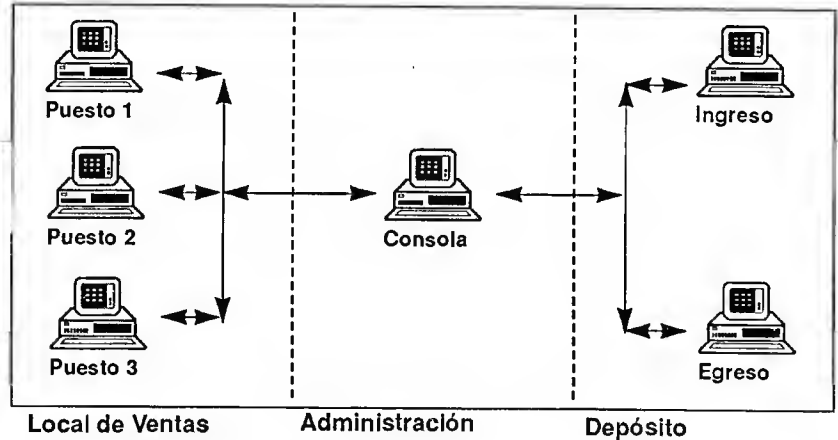 Puesto 1
Puesto 2
Puesto 3
Consola
Ingreso
Egreso
Local de Ventas
Administración
Depósito